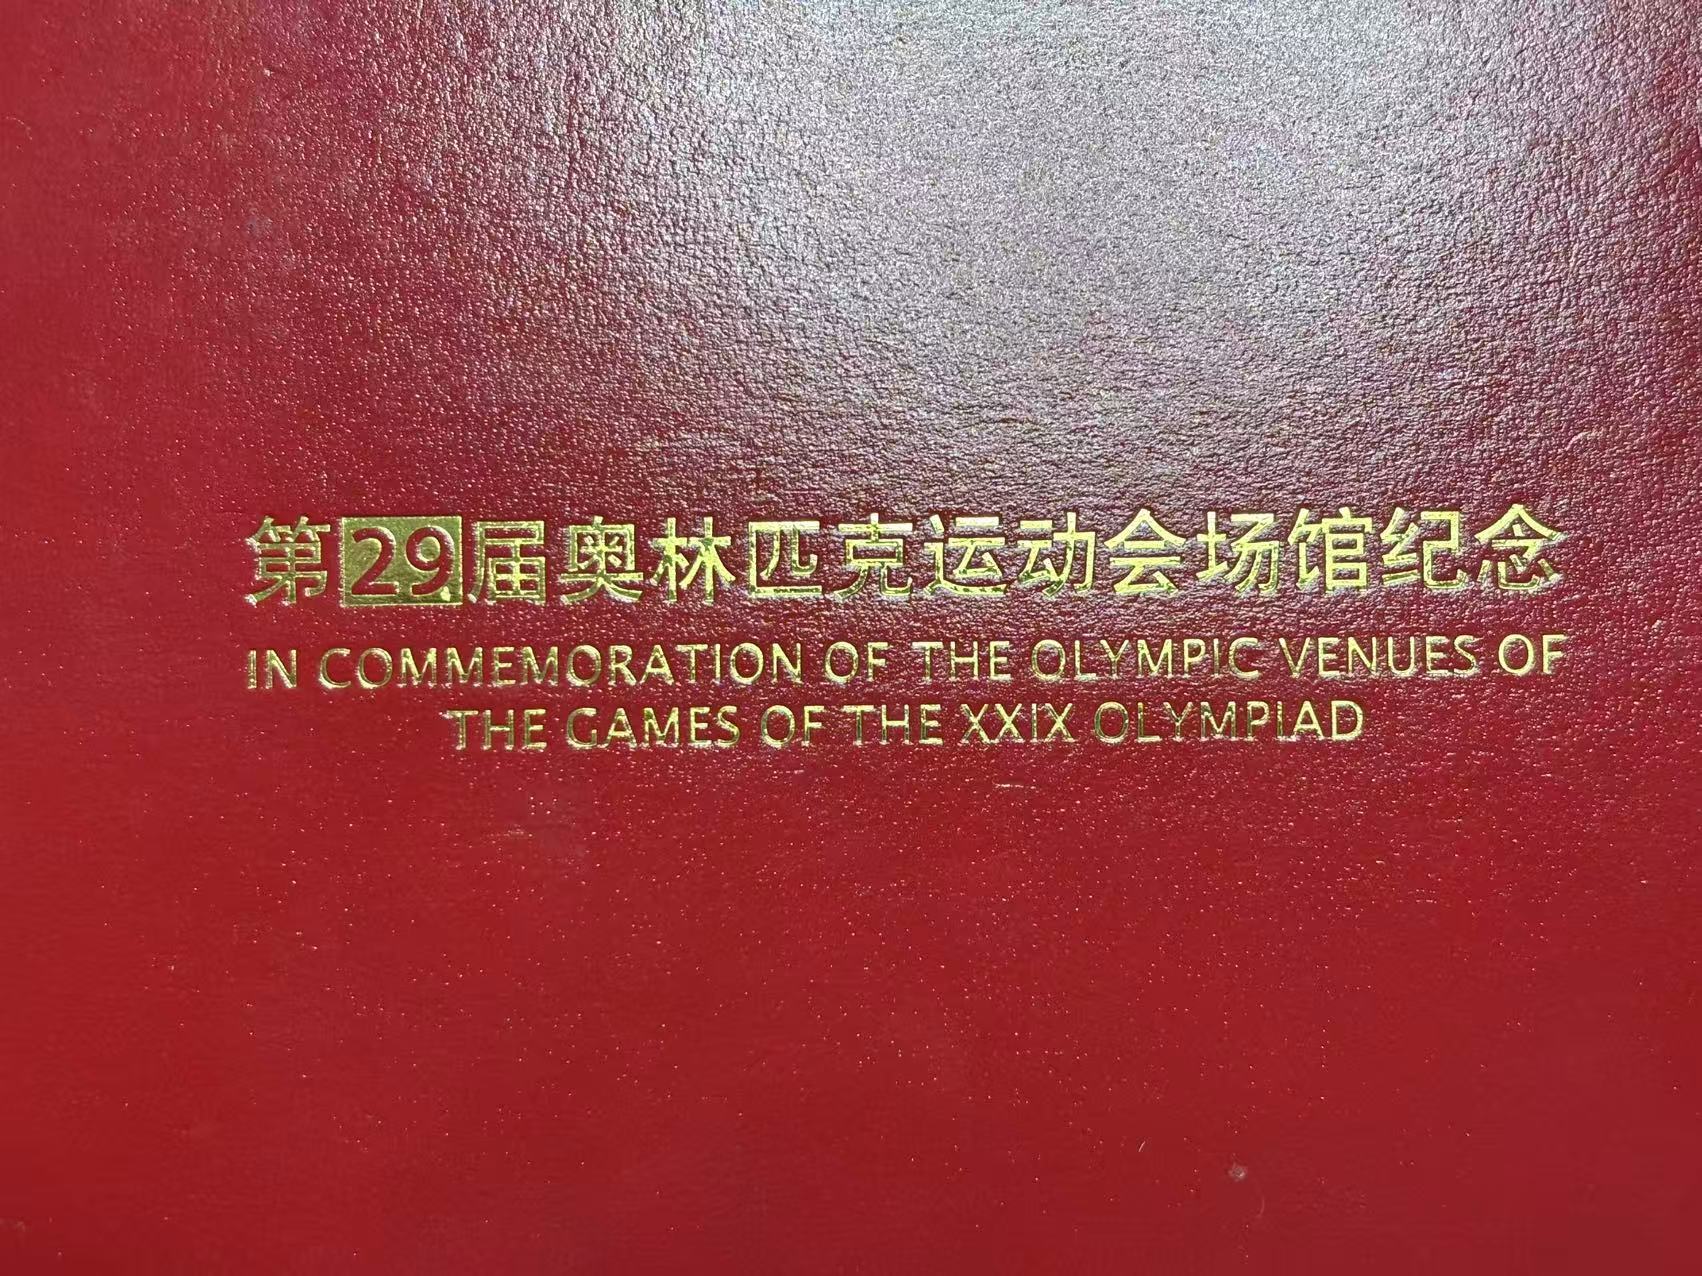 第29届奥林匹克运动会场馆纪念
IN COMMEMORATION OF THE OLYMPIC VENUES OF
THE GAMES OF THE XXIX OLYMPIAD